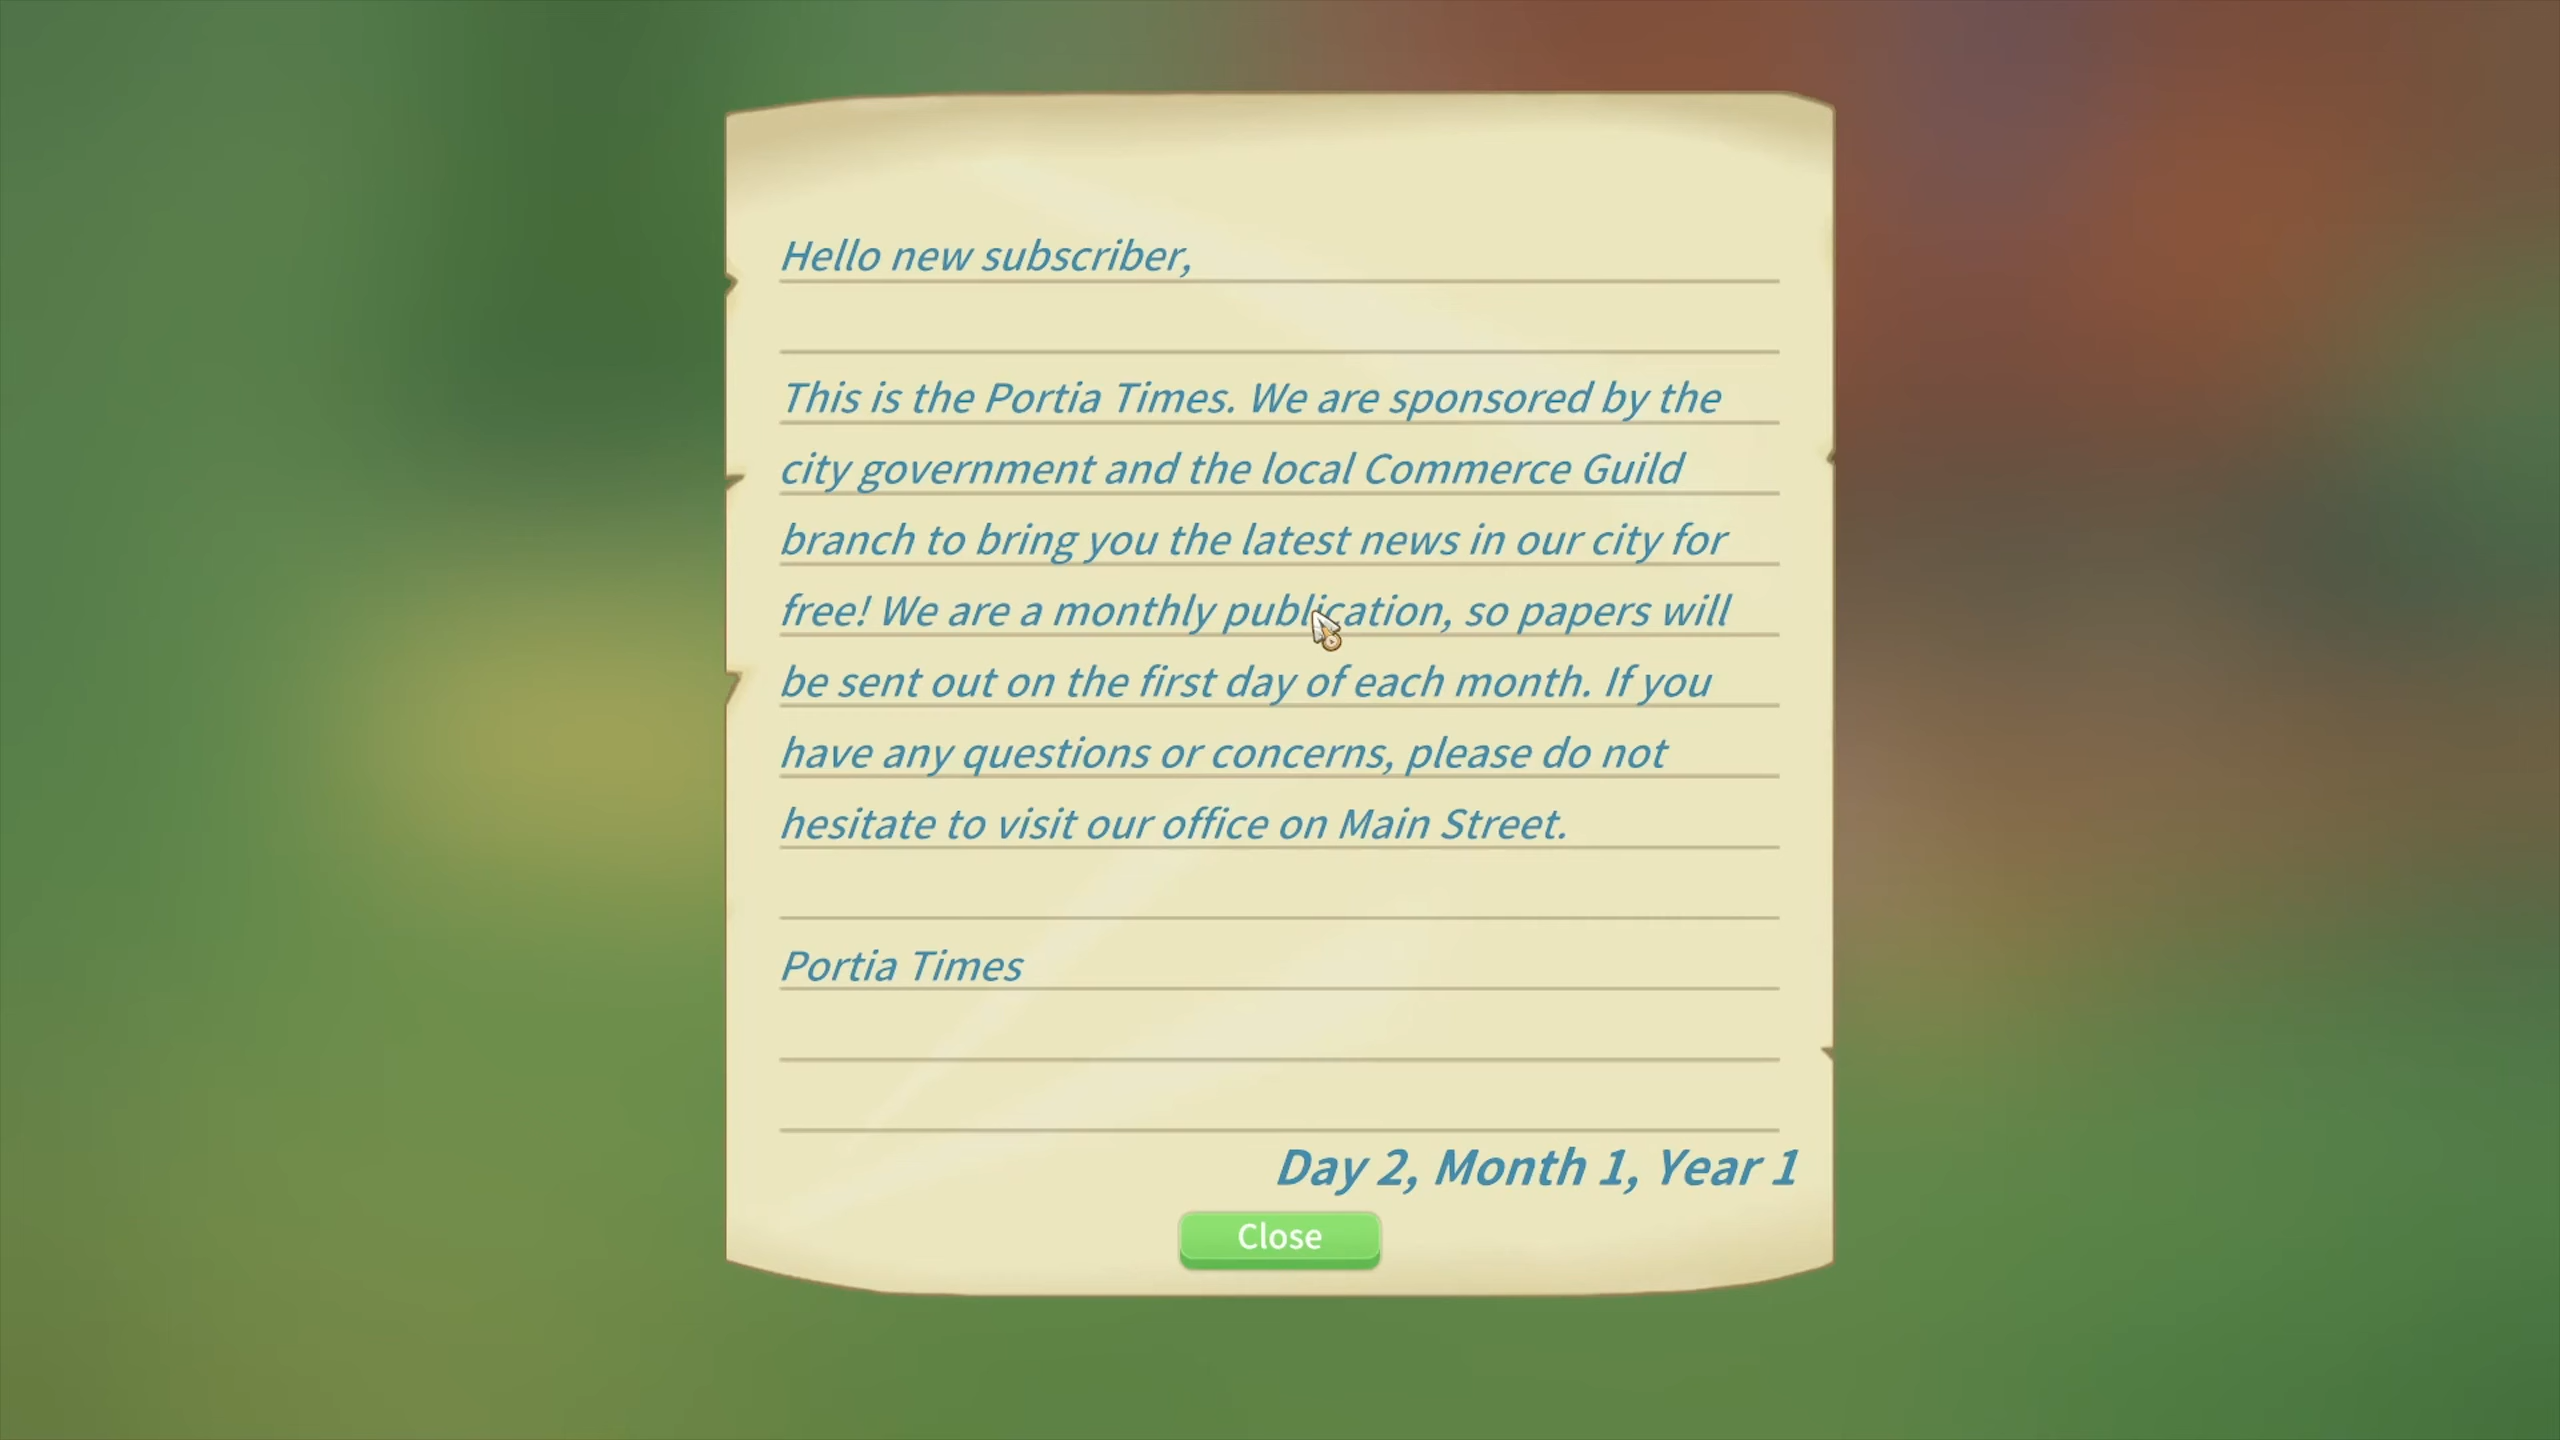 Hello new subscriber,
This is the Portia Times. We are sponsored by the
city government and the local Commerce Guild
branch to bring you the latest news in our city for
free! We are a monthly publication, so papers will
be sent out on the first day of each month. If you
have any questions or concerns, please do not
hesitate to visit our office on Main Street.
Portia Times
Day 2, Month 1, Year 1
Close